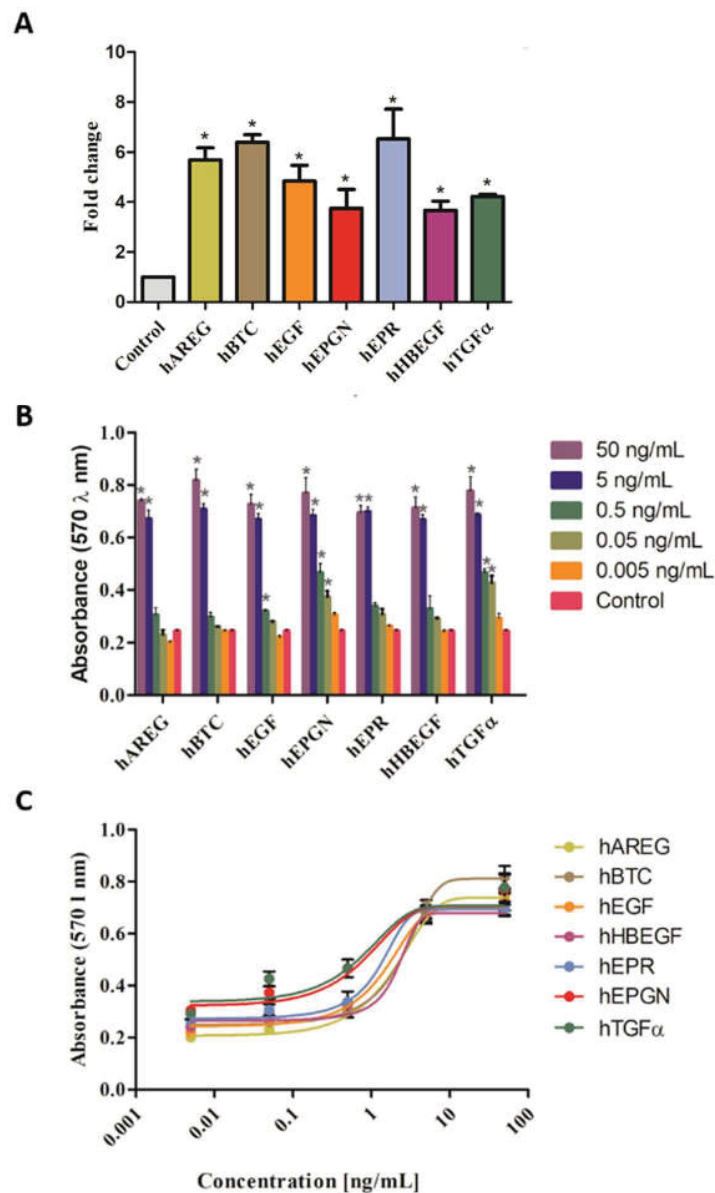 A
10
8
6
4
2
0
Fold change
* * * * * * *
Control
hAREG
hBTC
hEGF
hEPGN
hEPR
hHBEGF
hTGFα
B
1.0
0.8
0.6
0.4
0.2
0.0
Absorbance (570 λ nm)
* * * * * * * * * * * * * * * * * * *
hAREG
hBTC
hEGF
hEPGN
hEPR
hHBEGF
hTGFα
50 ng/mL
5 ng/mL
0.5 ng/mL
0.05 ng/mL
0.005 ng/mL
Control
C
1.0
0.8
0.6
0.4
0.2
0.0
Absorbance (570 l nm)
0.001
0.01
0.1
1
10
100
Concentration [ng/mL]
hAREG
hBTC
hEGF
hHBEGF
hEPR
hEPGN
hTGFα